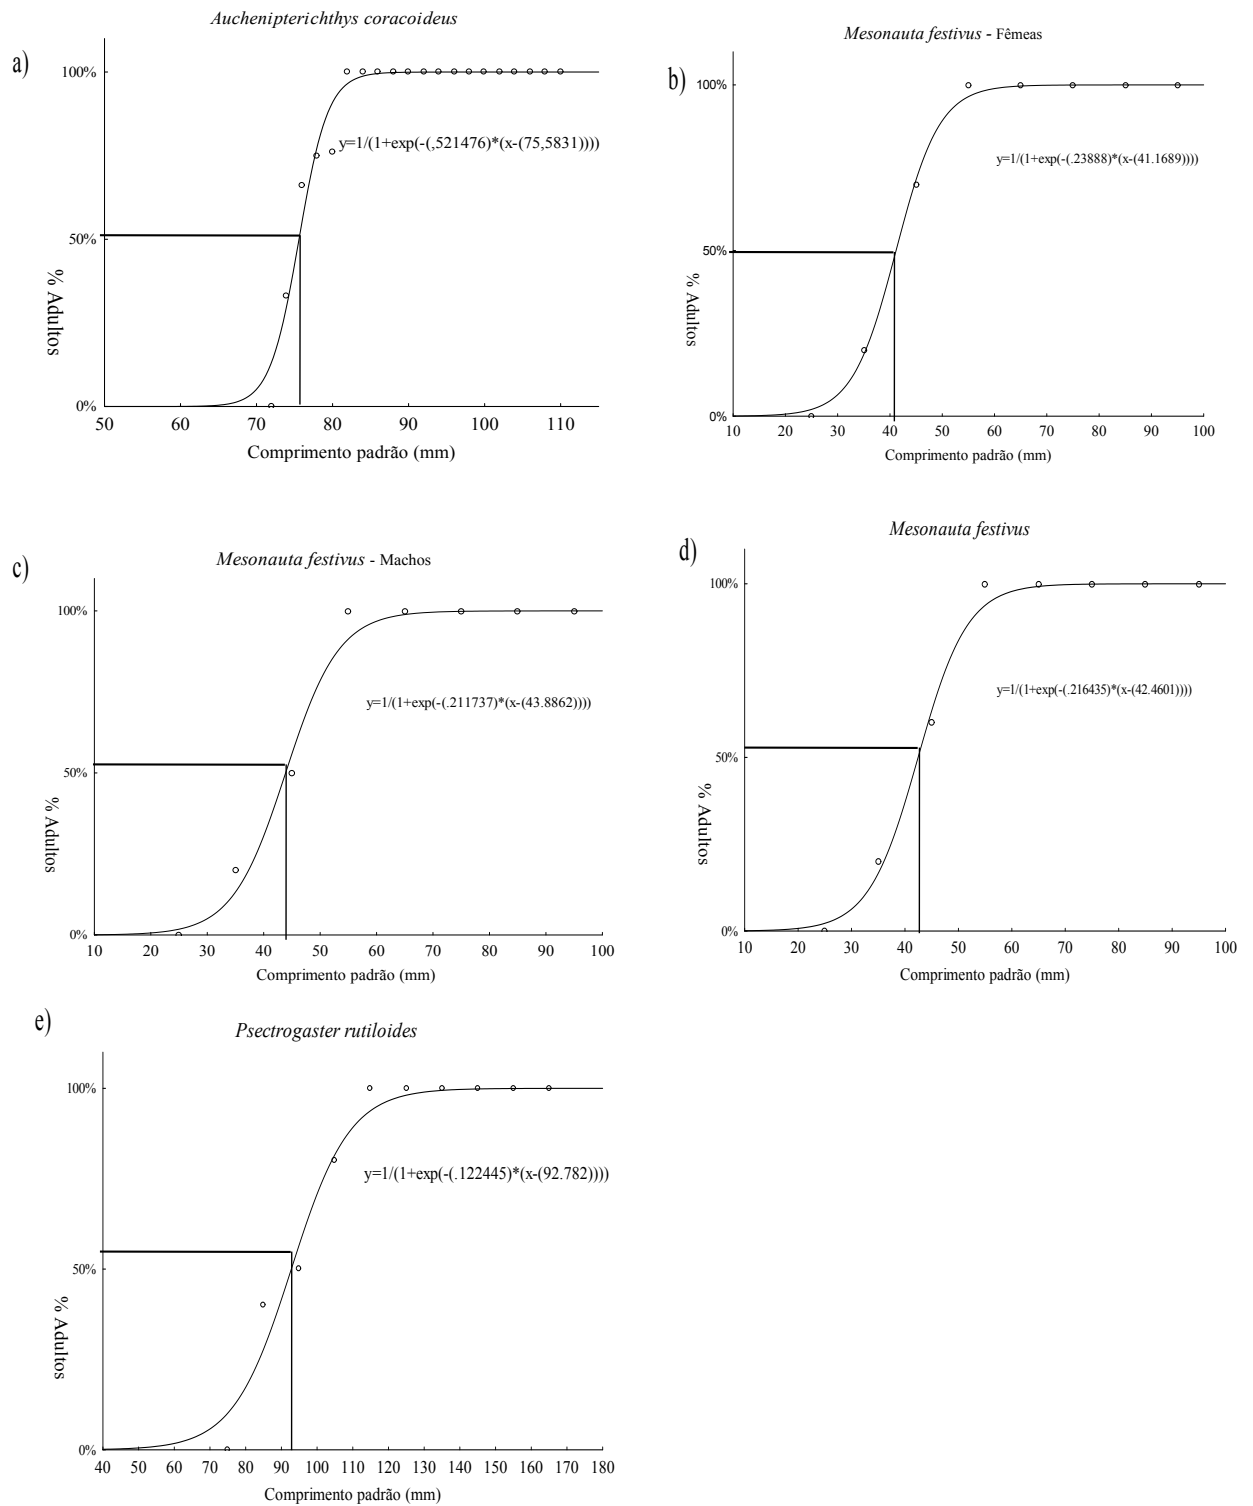 Auchenipterichthys coracoideus
a)
100%
y=1/(1+exp(-(,521476)*(x-(75,5831))))
50%
% Adultos
0%
50 60 70 80 90 100 110
Comprimento padrão (mm)
Mesonauta festivus - Fêmeas
b)
100%
y=1/(1+exp(-(.23888)*(x-(41.1689))))
50%
% Adultos
0%
10 20 30 40 50 60 70 80 90 100
Comprimento padrão (mm)
Mesonauta festivus - Machos
c)
100%
y=1/(1+exp(-(.211737)*(x-(43.8862))))
50%
% Adultos
0%
10 20 30 40 50 60 70 80 90 100
Comprimento padrão (mm)
Mesonauta festivus
d)
100%
y=1/(1+exp(-(.216435)*(x-(42.4601))))
50%
% Adultos
0%
10 20 30 40 50 60 70 80 90 100
Comprimento padrão (mm)
e)
Psectrogaster rutiloides
100%
y=1/(1+exp(-(.122445)*(x-(92.782))))
50%
% Adultos
0%
40 50 60 70 80 90 100 110 120 130 140 150 160 170 180
Comprimento padrão (mm)